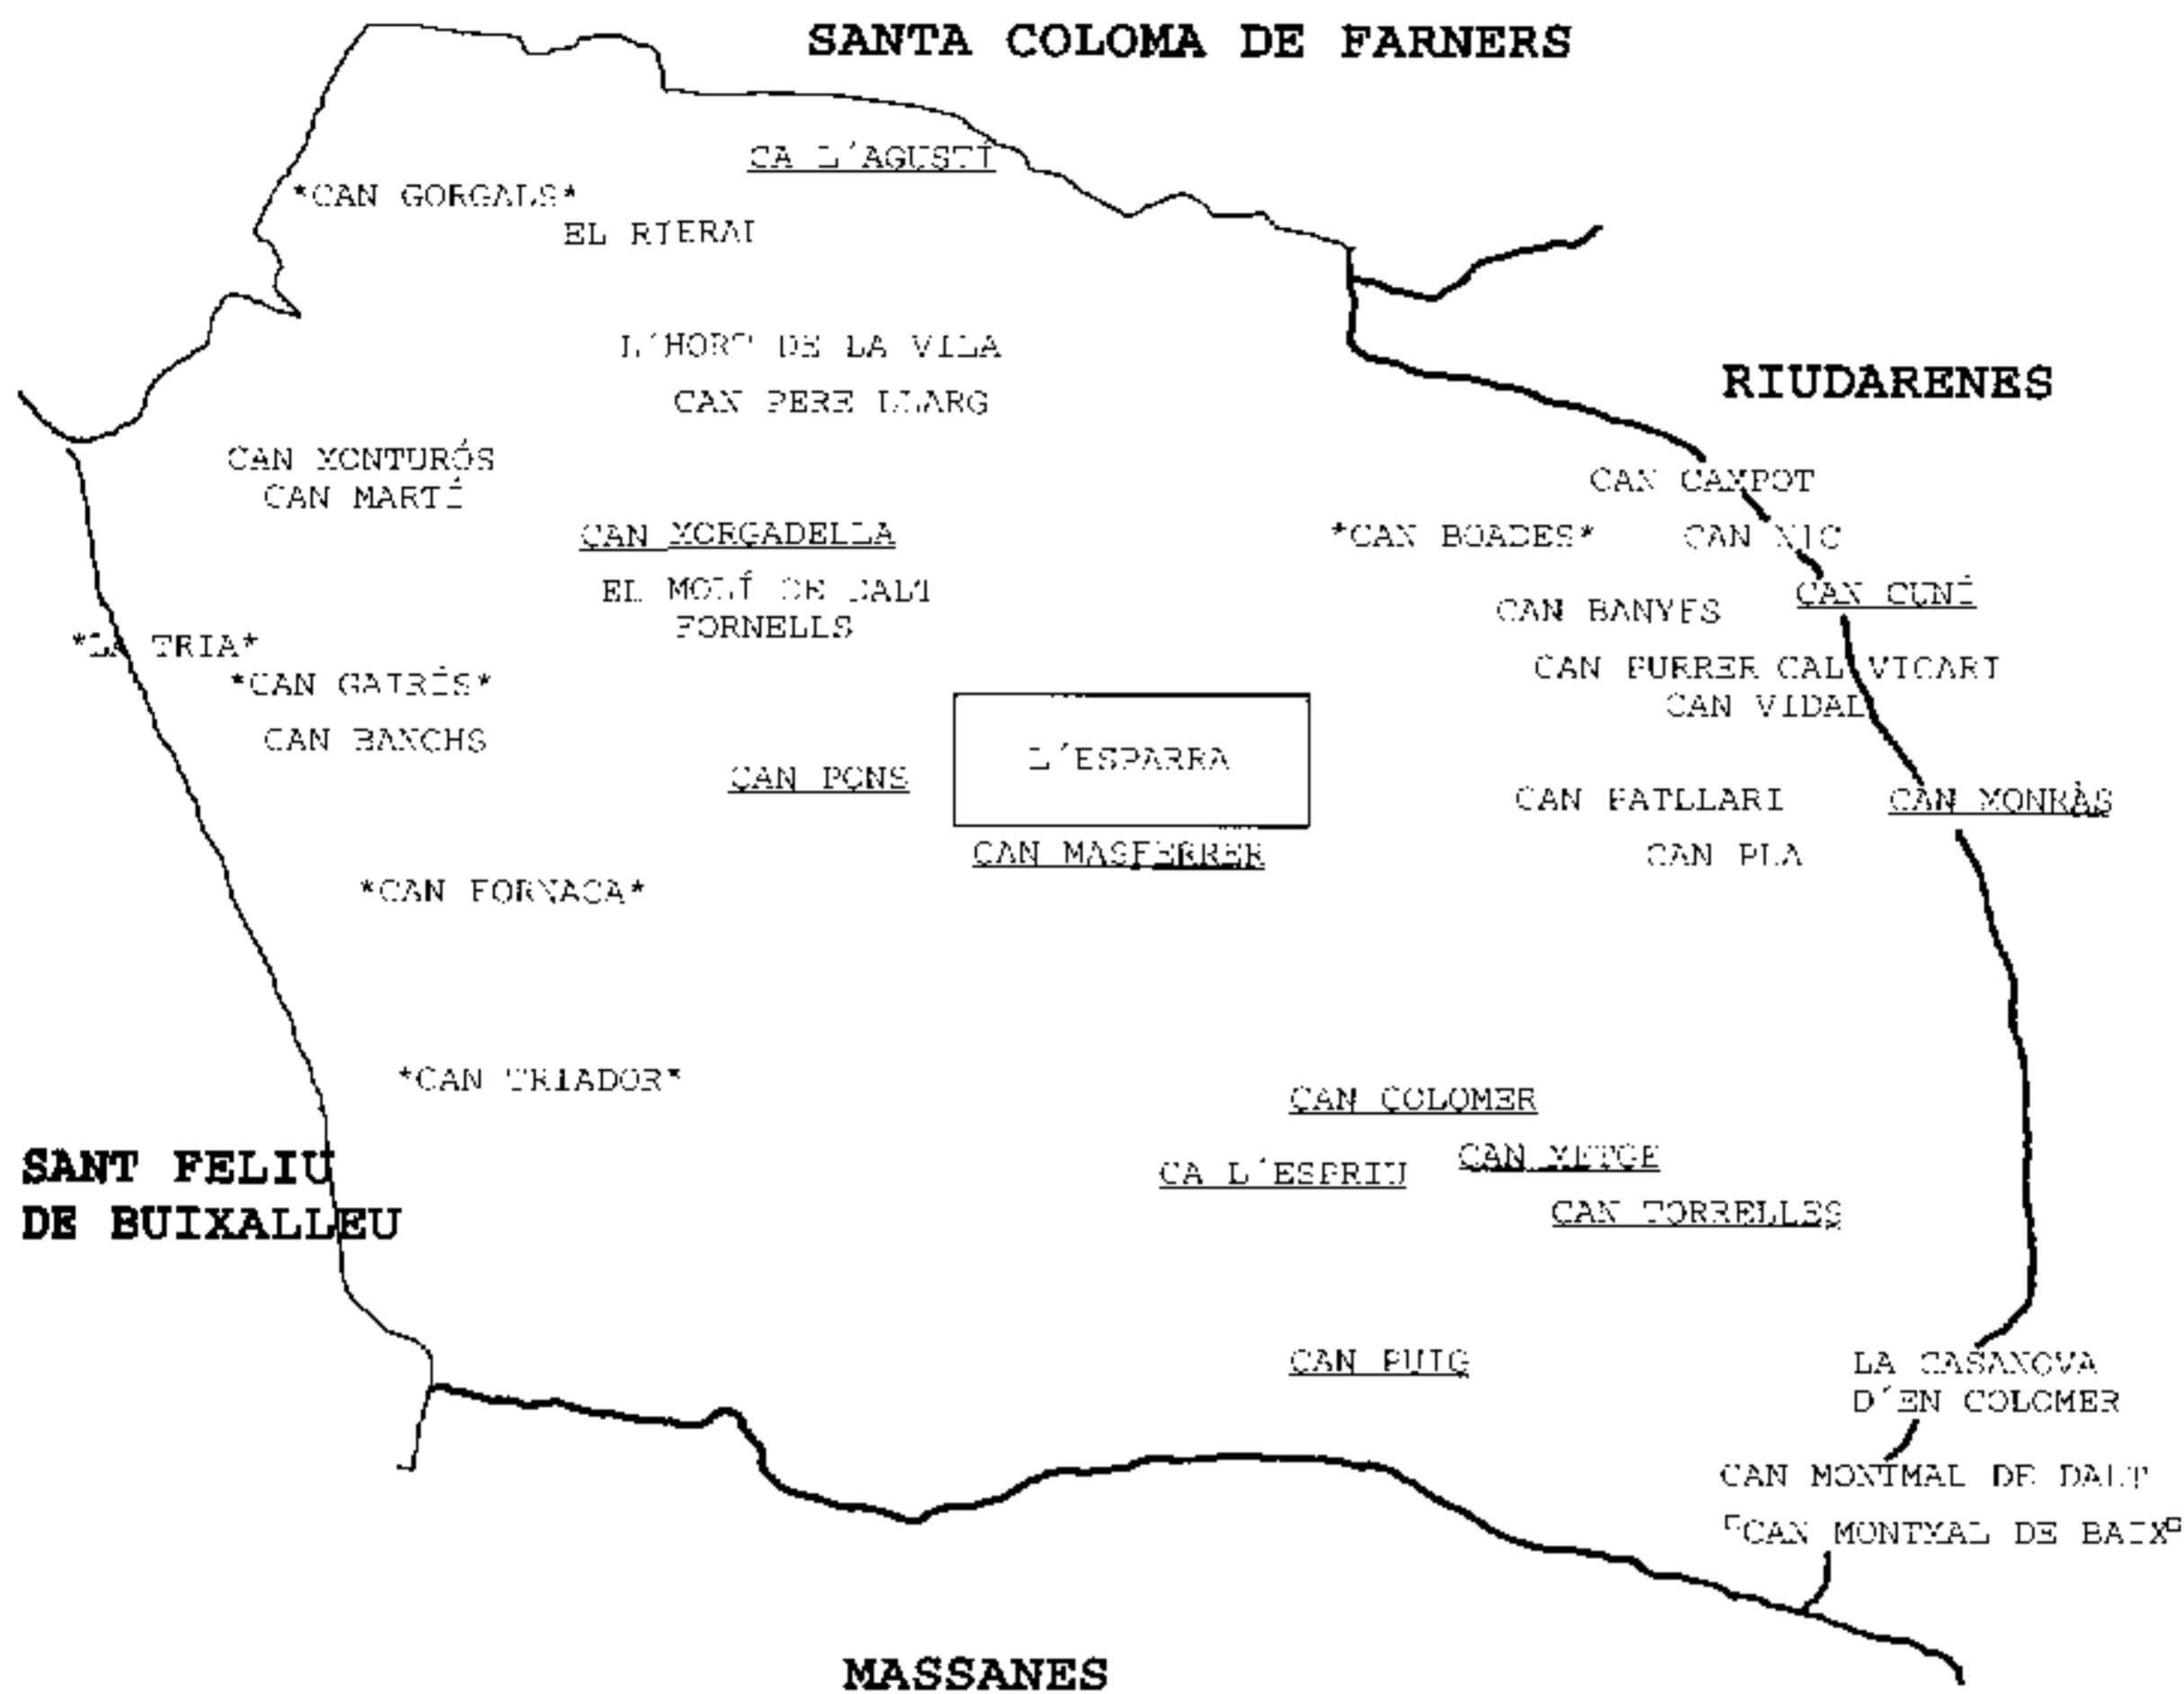 SANTA COLOMA DE FARNERS
CA L´AGUSTÍ
*CAN GORGALS*
EL RIERAL
L´HORT DE LA VILA
RIUDARENES
CAN PERE LLARG
CAN MONTURÓS
CAN MARTÍ
CAN CAMPOT
CAN MORGADELLA
*CAN BOADES*
CAN NIC
EL MOLÍ DE DALT
CAN CUNÍ
CAN BANYES
FORNELLS
*LA TRIA*
CAN FURRER CAL VICARI
*CAN GAIRÉS*
CAN VIDAL
CAN BANCHS
L´ESPARRA
CAN PONS
CAN PATLLARI
CAN MONRÀS
CAN MASFERRER
CAN PLA
*CAN FORNACA*
*CAN TRIADOR*
CAN COLOMER
SANT FELIU
DE BUIXALLEU
CAN METGE
CA L´ESPRIU
CAN TORRELLES
CAN PUIG
LA CASANOVA
D´EN COLOMER
CAN MONTMAL DE DALT
CAN MONTMAL DE BAIX
MASSANES